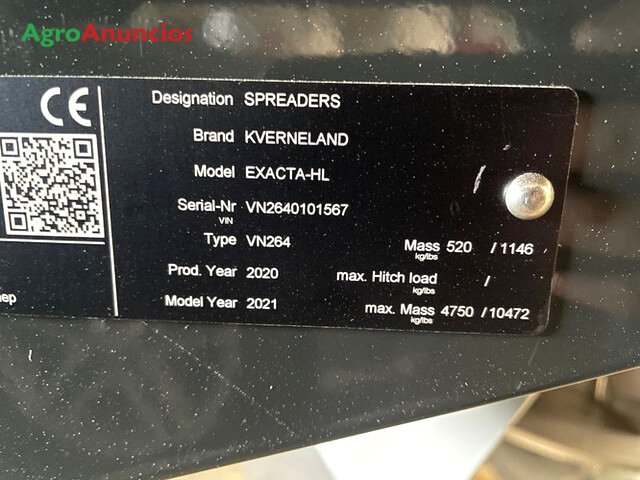 AgroAnuncios
CE
Designation SPREADERS
Brand KVERNELAND
Model EXACTA-HL
Serial-Nr VN2640101567
VIN
Type VN264
Mass 520 / 1146
kg/lbs
Prod. Year 2020
max. Hitch load /
kg/lbs
Model Year 2021
max. Mass 4750 / 10472
kg/lbs